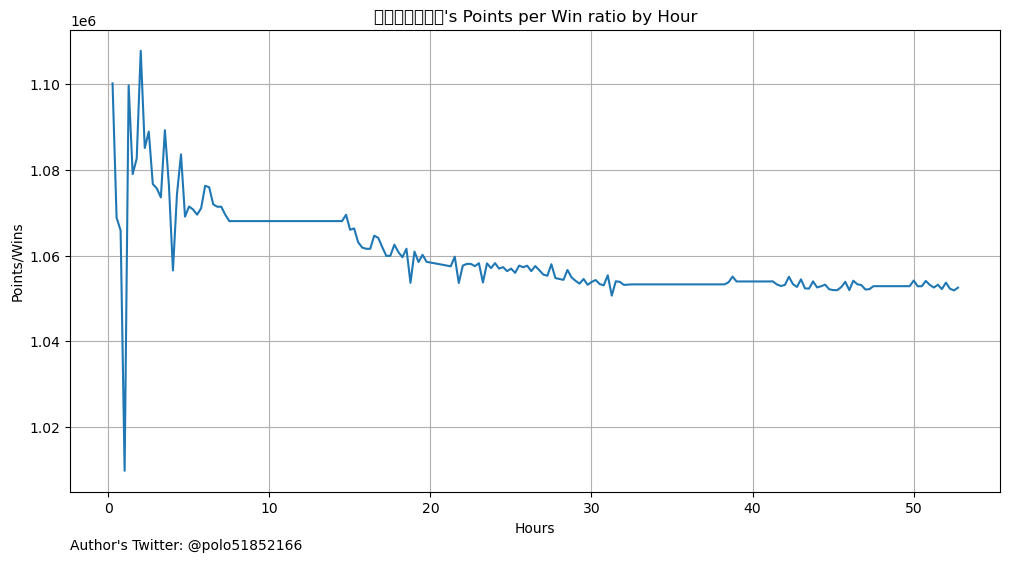 's Points per Win ratio by Hour
1e6
1.10
1.08
1.06
1.04
1.02
Points/Wins
0
10
20
30
40
50
Hours
Author's Twitter: @polo51852166